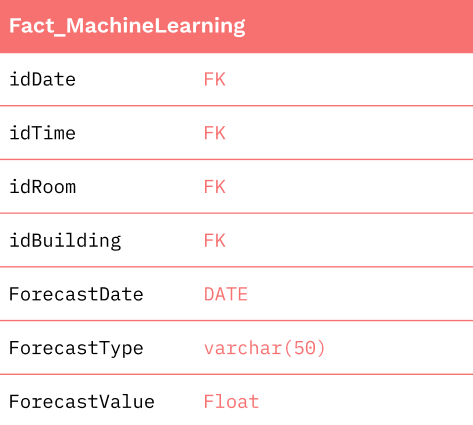 Fact_MachineLearning
idDate FK
idTime FK
idRoom FK
idBuilding FK
ForecastDate DATE
ForecastType varchar(50)
ForecastValue Float